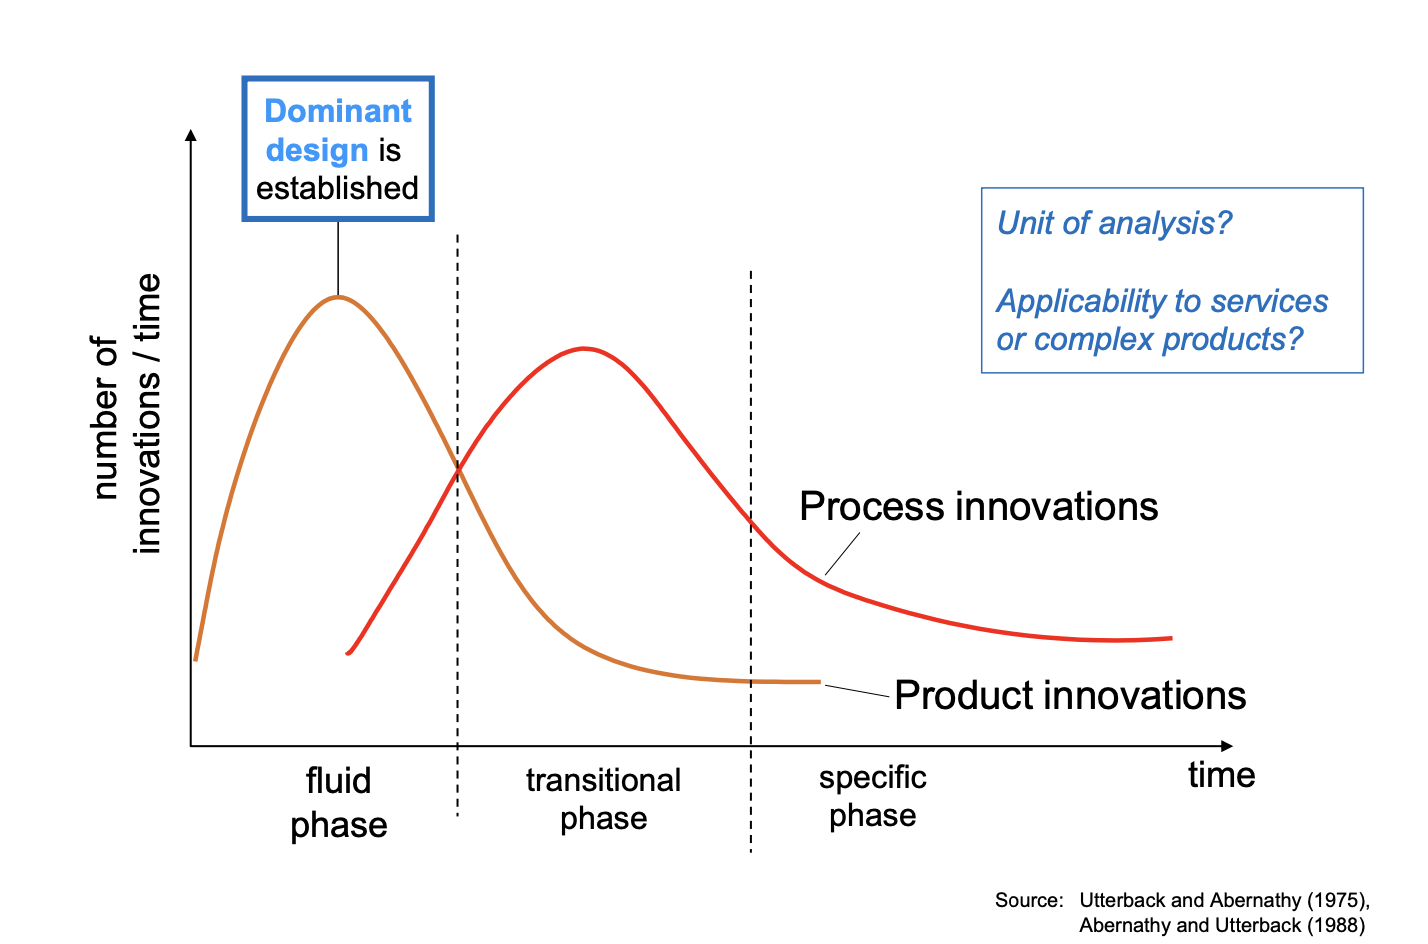 Dominant
design is
established
number of
innovations / time
Unit of analysis?
Applicability to services
or complex products?
Process innovations
Product innovations
fluid
phase
transitional
phase
specific
phase
time
Source: Utterback and Abernathy (1975),
Abernathy and Utterback (1988)